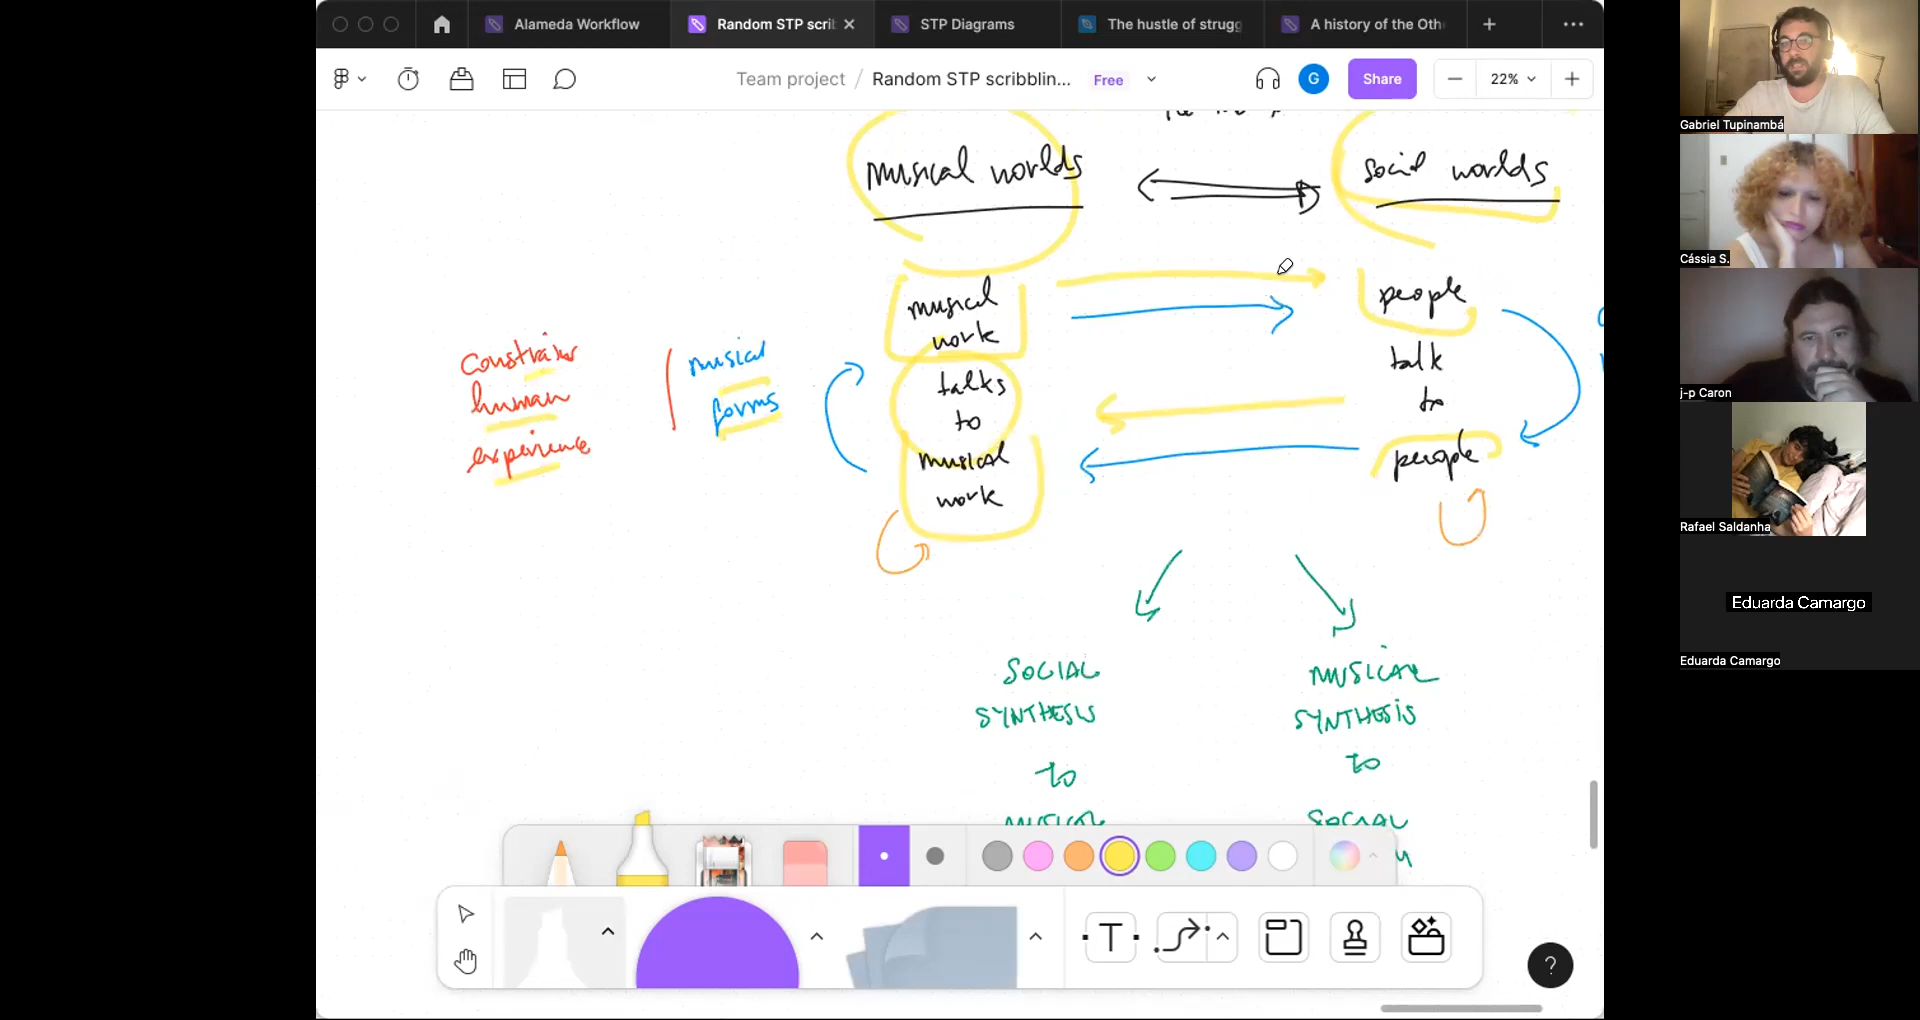 Alameda Workflow
Random STP scrib
STP Diagrams
The hustle of strugg
A history of the Oth
Team project / Random STP scribblin... Free
G
Share
22%
musical worlds
social worlds
musical work
talks to
musical work
people
talk
to
people
constrains
human
experience
musical
forms
SOCIAL
SYNTHESIS
to
MUSICAL
MUSICAL
SYNTHESIS
to
SOCIAL
T
?
Gabriel Tupinambá
Cássia S.
j-p Caron
Rafael Saldanha
Eduarda Camargo
Eduarda Camargo